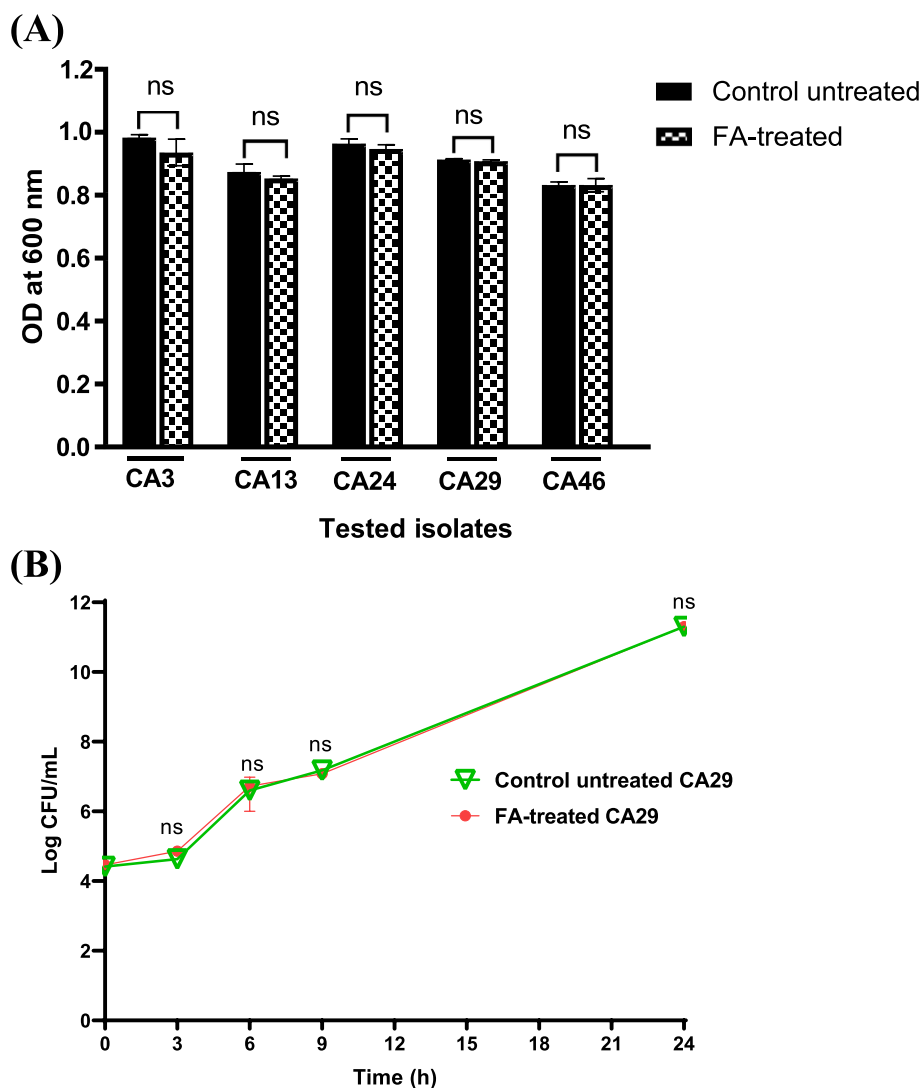 (A)
1.2
1.0
0.8
0.6
0.4
0.2
0.0
OD at 600 nm
ns
ns
ns
ns
ns
Control untreated
FA-treated
CA3 CA13 CA24 CA29 CA46
Tested isolates
(B)
12
10
8
6
4
2
0
Log CFU/mL
ns
ns
ns
ns
Control untreated CA29
FA-treated CA29
0 3 6 9 12 15 18 21 24
Time (h)